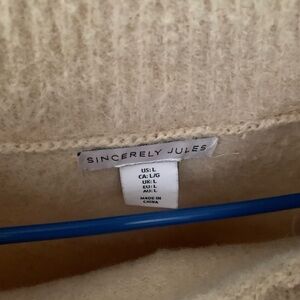 SINCERELY JULES
US: L
CA: L/G
UK: L
EU: L
AU: L
MADE IN
CHINA